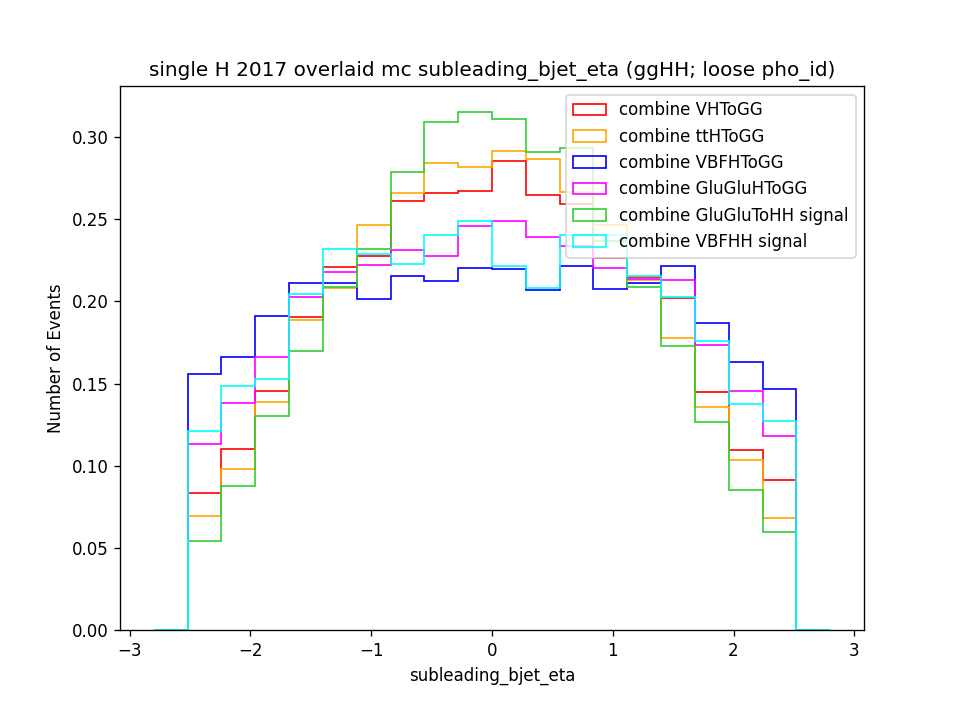 single H 2017 overlaid mc subleading_bjet_eta (ggHH; loose pho_id)
combine VHToGG
combine ttHToGG
combine VBFHToGG
combine GluGluHToGG
combine GluGluToHH signal
combine VBFHH signal
Number of Events
0.30
0.25
0.20
0.15
0.10
0.05
0.00
−3
−2
−1
0
1
2
3
subleading_bjet_eta